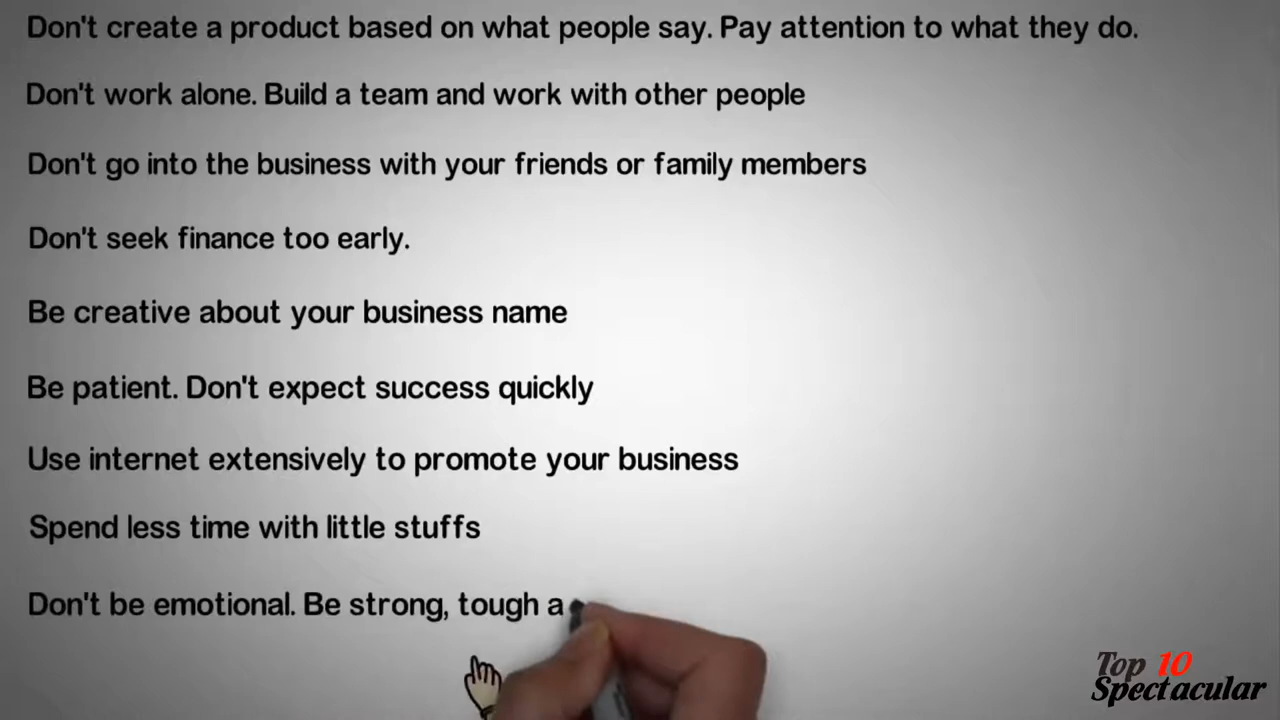 Don't create a product based on what people say. Pay attention to what they do.
Don't work alone. Build a team and work with other people
Don't go into the business with your friends or family members
Don't seek finance too early.
Be creative about your business name
Be patient. Don't expect success quickly
Use internet extensively to promote your business
Spend less time with little stuffs
Don't be emotional. Be strong, tough a
Top 10
Spectacular